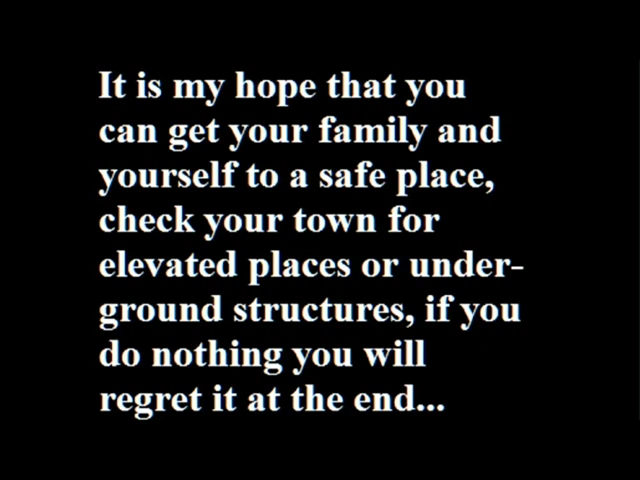 It is my hope that you
can get your family and
yourself to a safe place,
check your town for
elevated places or under-
ground structures, if you
do nothing you will
regret it at the end...